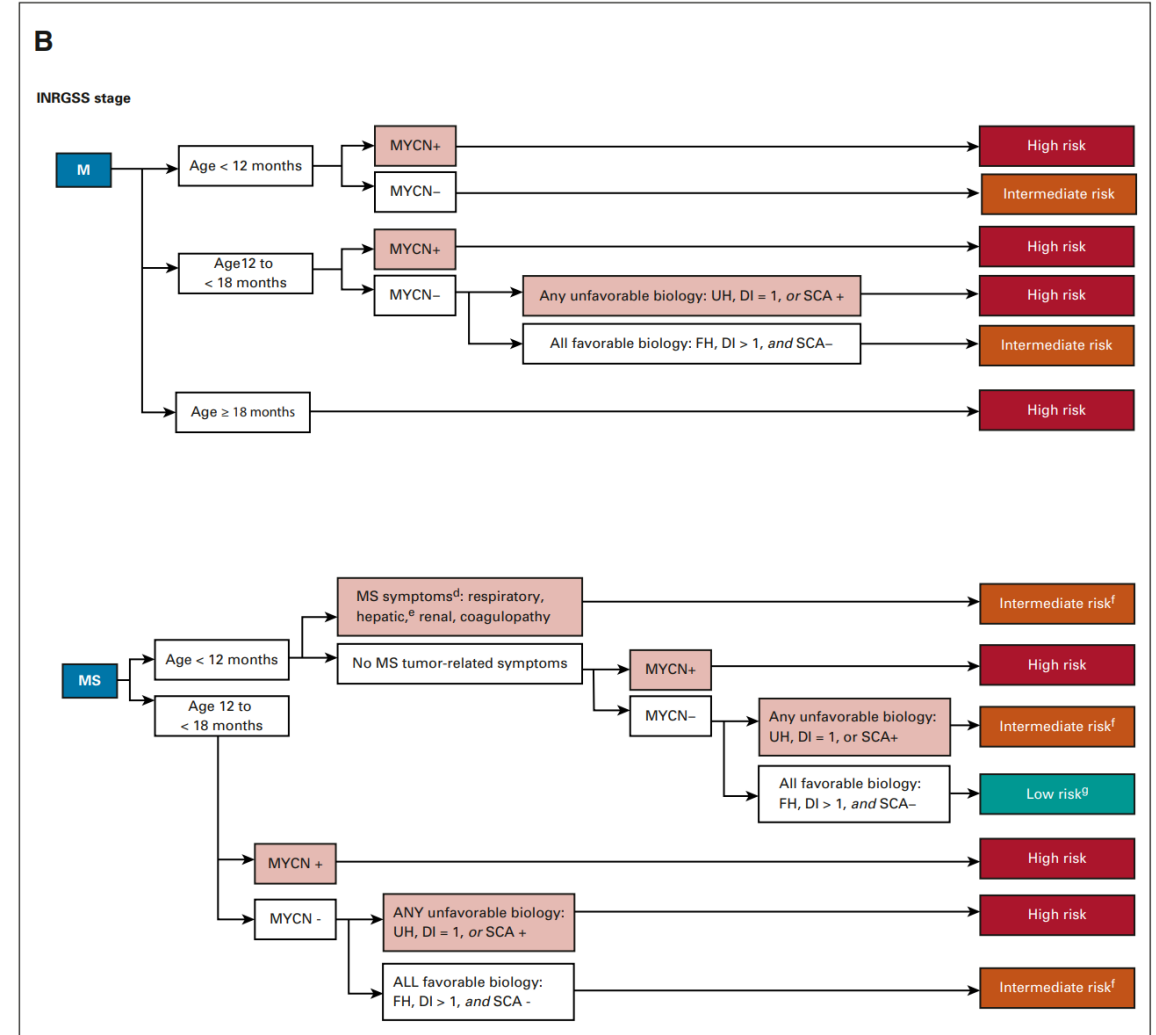 B
INRGSS stage
M
Age < 12 months
MYCN+
High risk
MYCN−
Intermediate risk
Age12 to
< 18 months
MYCN+
High risk
MYCN−
Any unfavorable biology: UH, DI = 1, or SCA +
High risk
All favorable biology: FH, DI > 1, and SCA−
Intermediate risk
Age ≥ 18 months
High risk
MS
Age < 12 months
MS symptomsᵈ: respiratory,
hepatic,ᵉ renal, coagulopathy
Intermediate riskᶠ
No MS tumor-related symptoms
MYCN+
High risk
MYCN−
Any unfavorable biology:
UH, DI = 1, or SCA+
Intermediate riskᶠ
All favorable biology:
FH, DI > 1, and SCA−
Low riskᵍ
Age 12 to
< 18 months
MYCN +
High risk
MYCN -
ANY unfavorable biology:
UH, DI = 1, or SCA +
High risk
ALL favorable biology:
FH, DI > 1, and SCA -
Intermediate riskᶠ